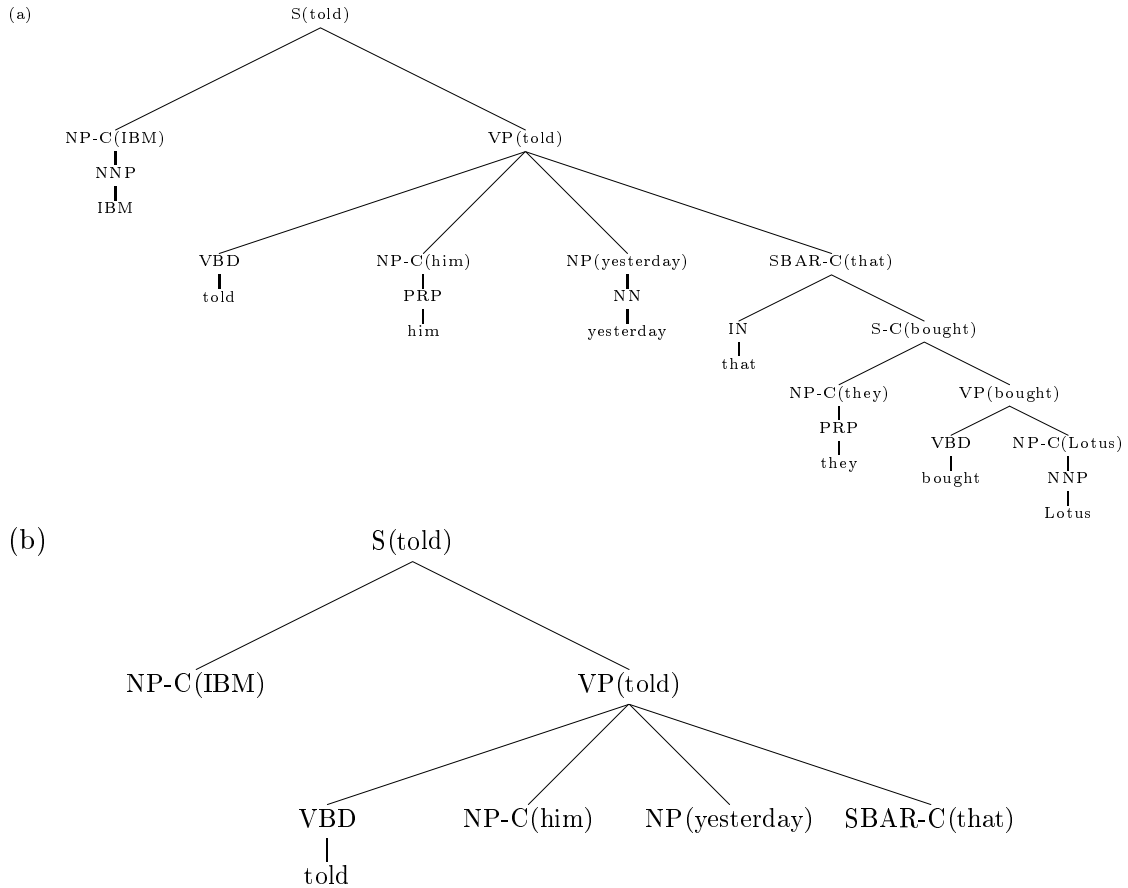 (a) S(told)
NP-C(IBM) VP(told)
NNP
IBM
VBD NP-C(him) NP(yesterday) SBAR-C(that)
told PRP NN
him yesterday
IN S-C(bought)
that
NP-C(they) VP(bought)
PRP
they
VBD NP-C(Lotus)
bought NNP
Lotus
(b) S(told)
NP-C(IBM) VP(told)
VBD NP-C(him) NP(yesterday) SBAR-C(that)
told